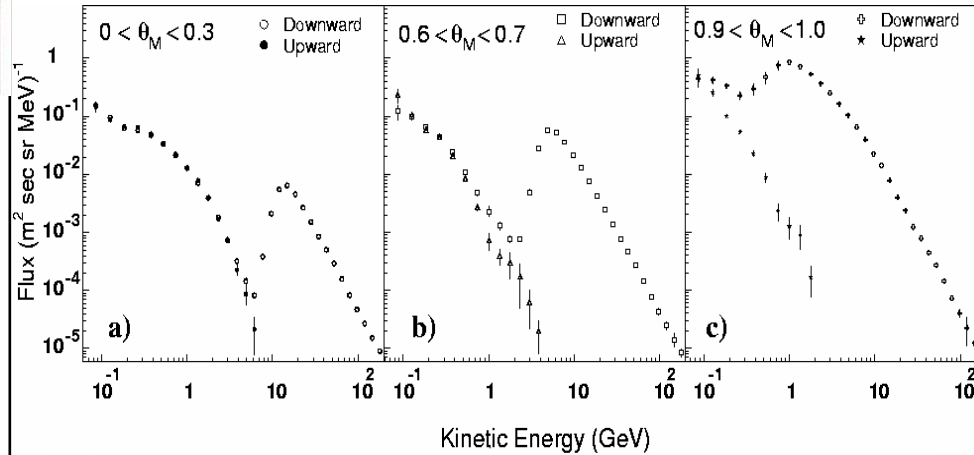 0 < θM < 0.3
Downward
Upward
0.6 < θM < 0.7
Downward
Upward
0.9 < θM < 1.0
Downward
Upward
Flux (m² sec sr MeV)⁻¹
1
10⁻¹
10⁻²
10⁻³
10⁻⁴
10⁻⁵
a)
b)
c)
10⁻¹ 1 10 10² 10⁻¹ 1 10 10² 10⁻¹ 1 10 10²
Kinetic Energy (GeV)